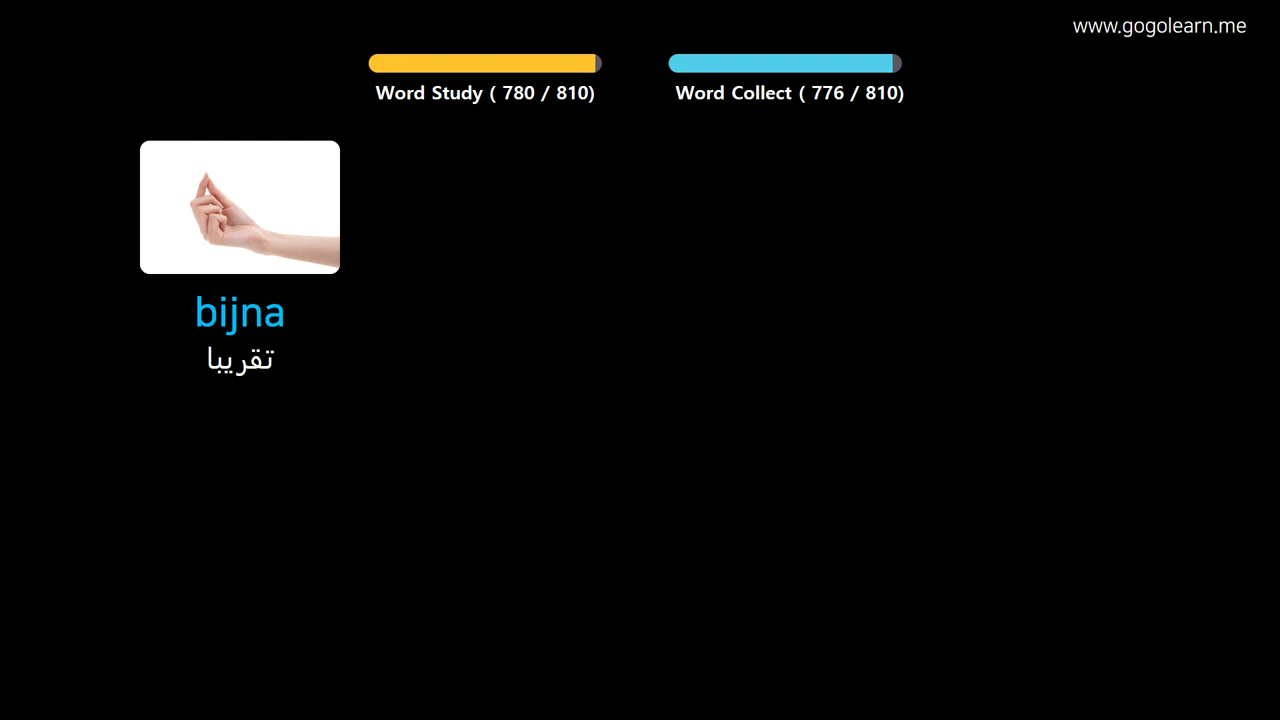 www.gogolearn.me
Word Study ( 780 / 810)
Word Collect ( 776 / 810)
bijna
تقريبا